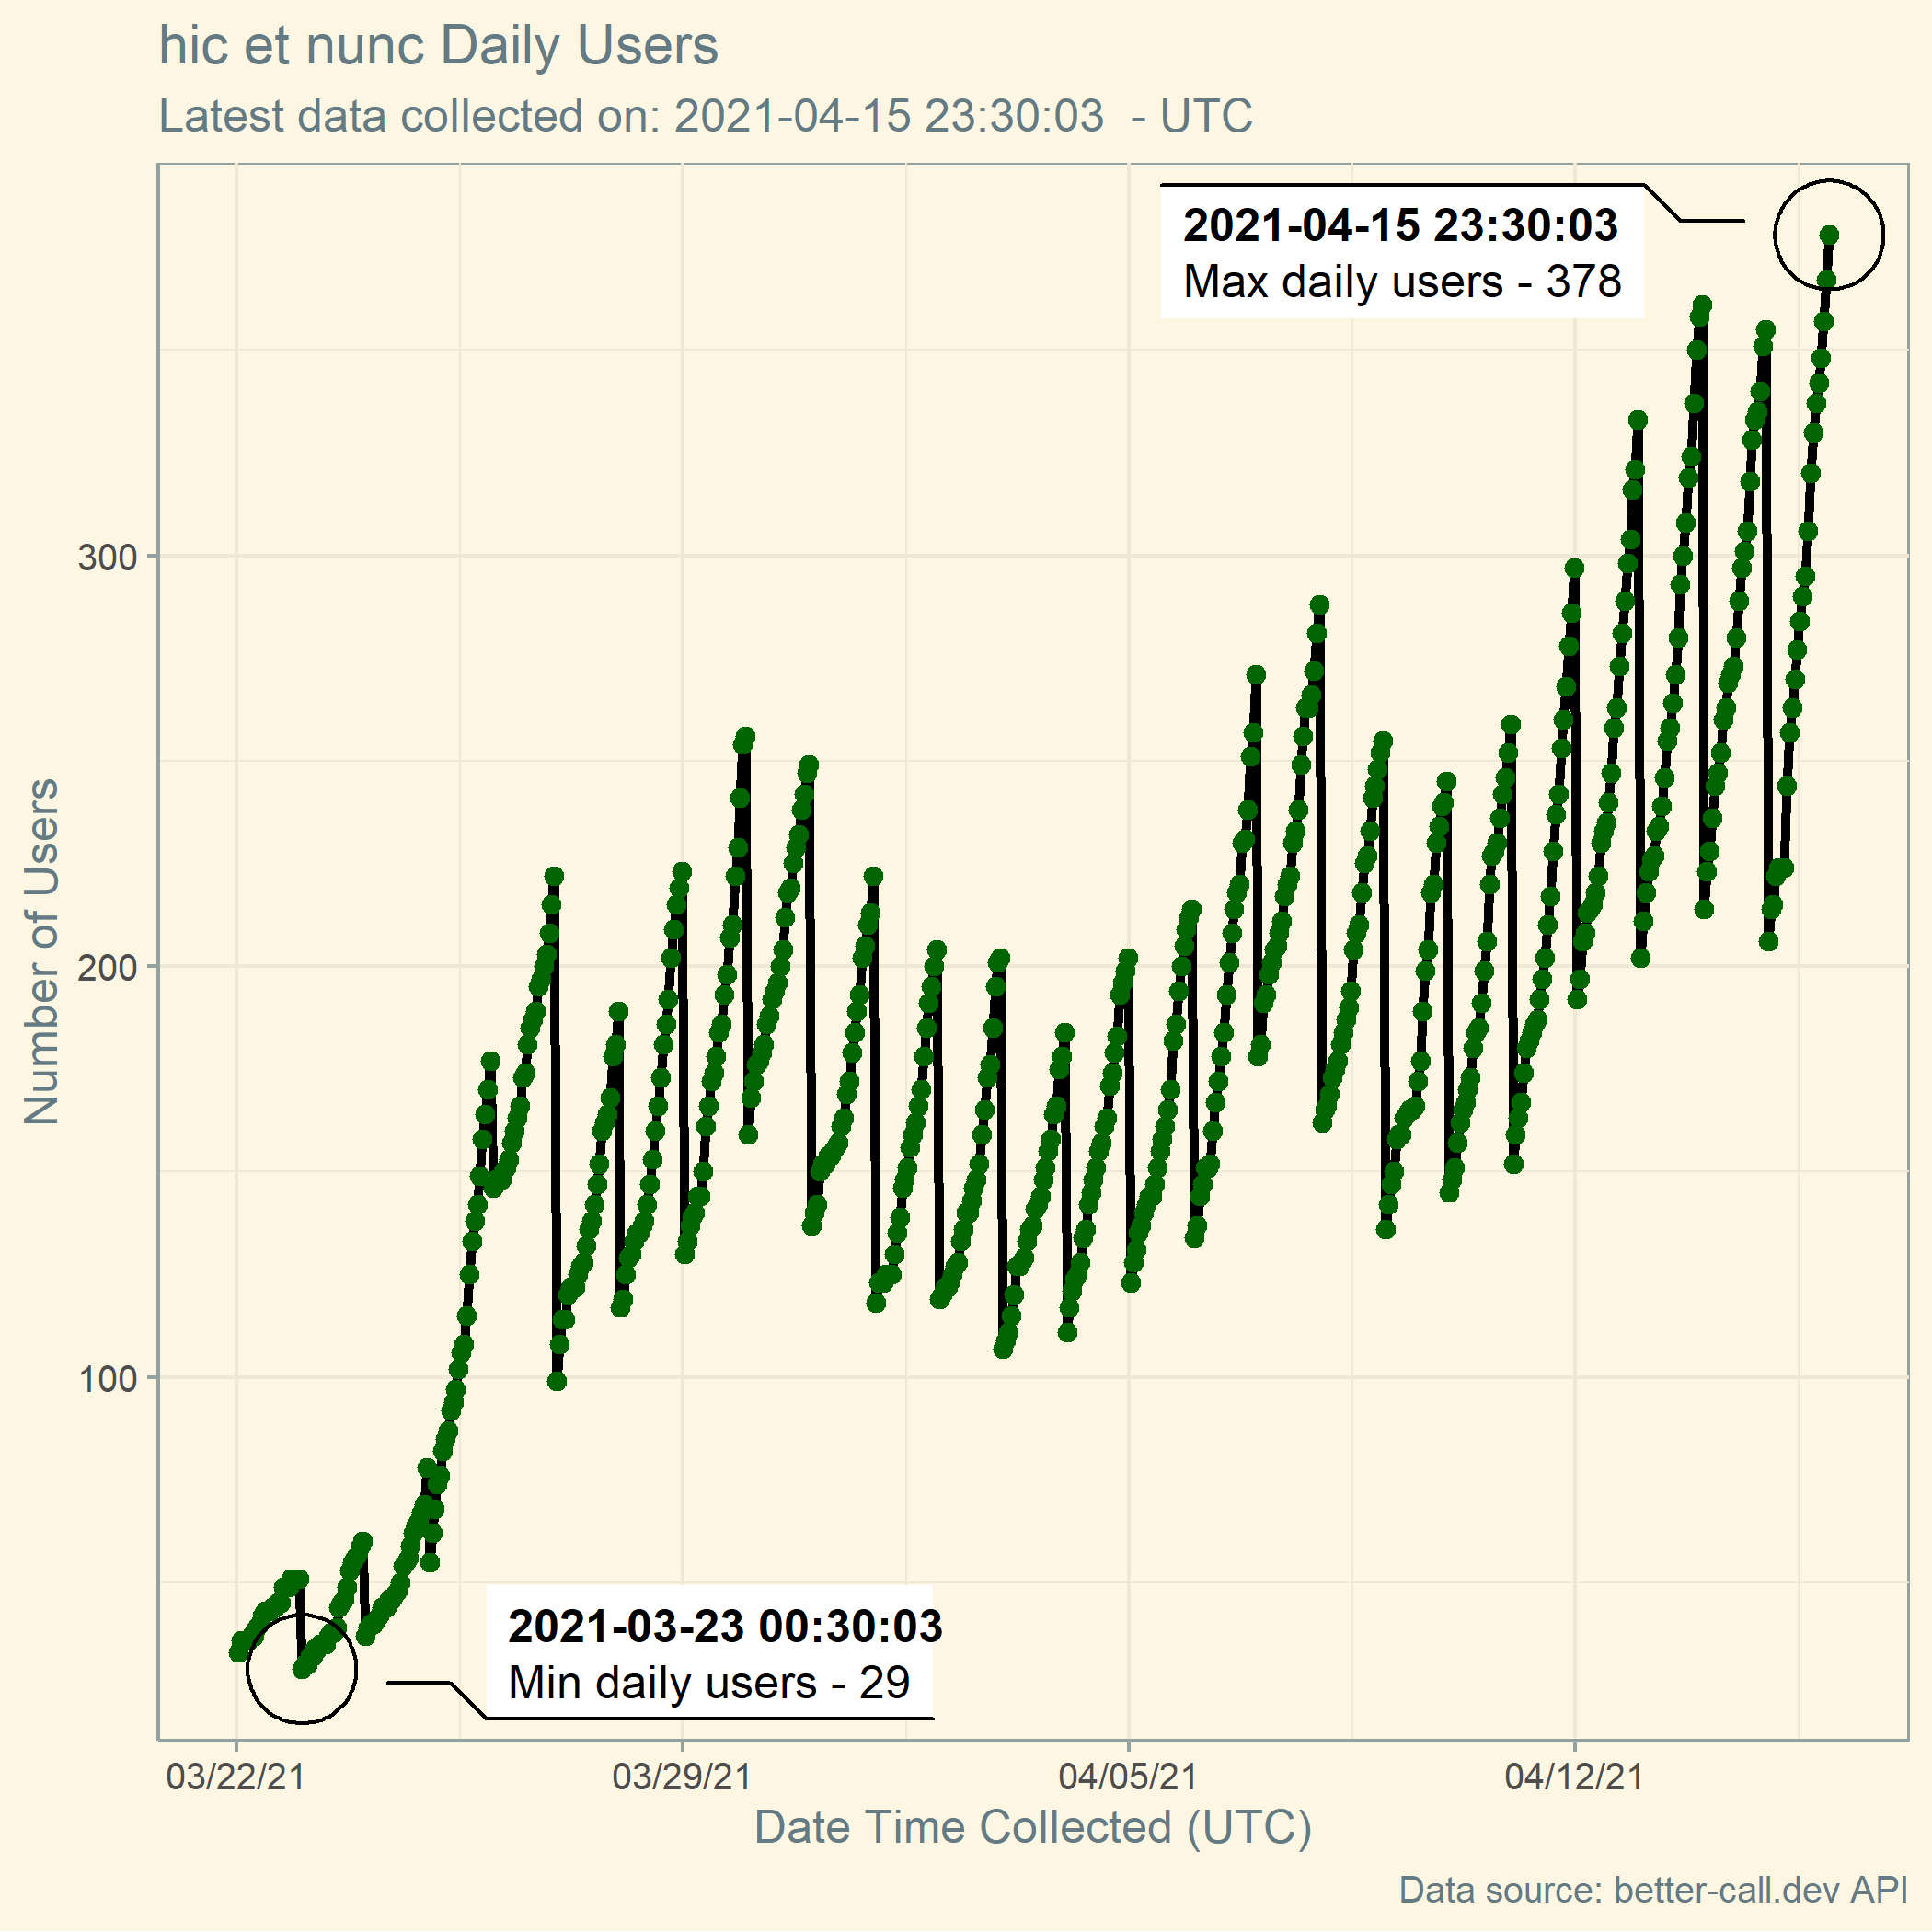 hic et nunc Daily Users
Latest data collected on: 2021-04-15 23:30:03  - UTC
2021-04-15 23:30:03
Max daily users - 378
300
200
100
Number of Users
2021-03-23 00:30:03
Min daily users - 29
03/22/21 03/29/21 04/05/21 04/12/21
Date Time Collected (UTC)
Data source: better-call.dev API